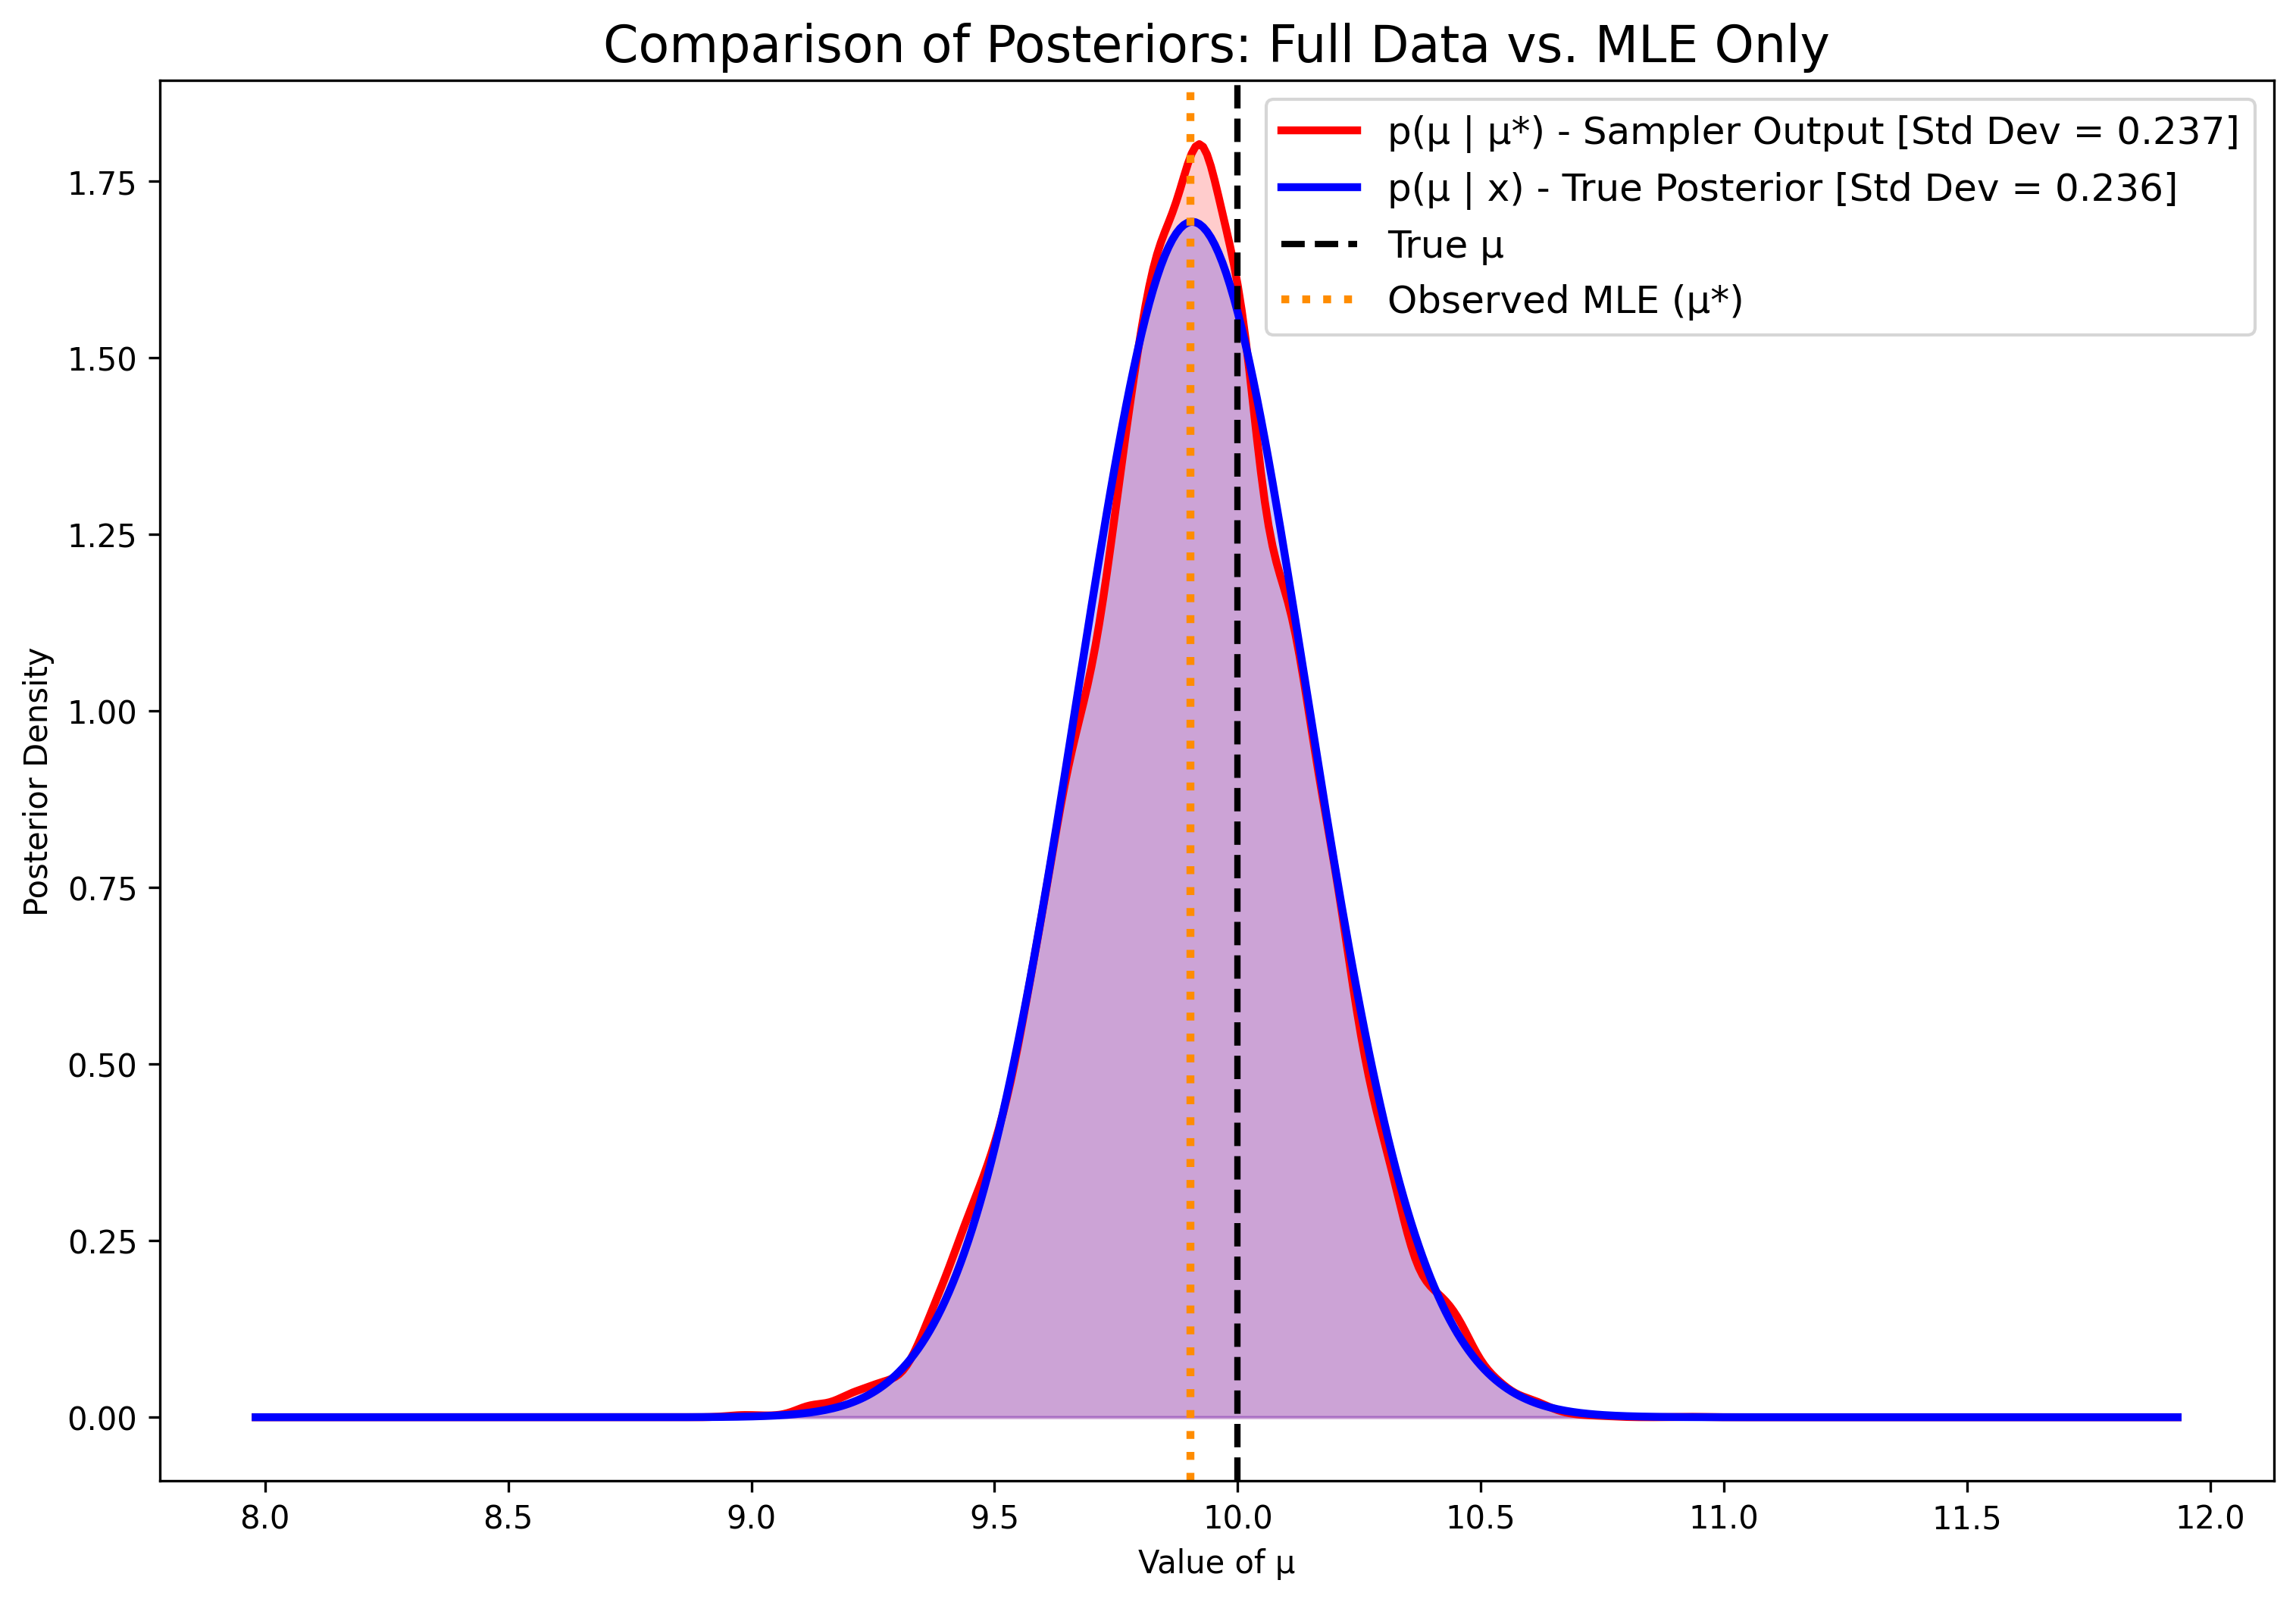 Comparison of Posteriors: Full Data vs. MLE Only
p(μ | μ*) - Sampler Output [Std Dev = 0.237]
p(μ | x) - True Posterior [Std Dev = 0.236]
True μ
Observed MLE (μ*)
Posterior Density
1.75
1.50
1.25
1.00
0.75
0.50
0.25
0.00
8.0 8.5 9.0 9.5 10.0 10.5 11.0 11.5 12.0
Value of μ